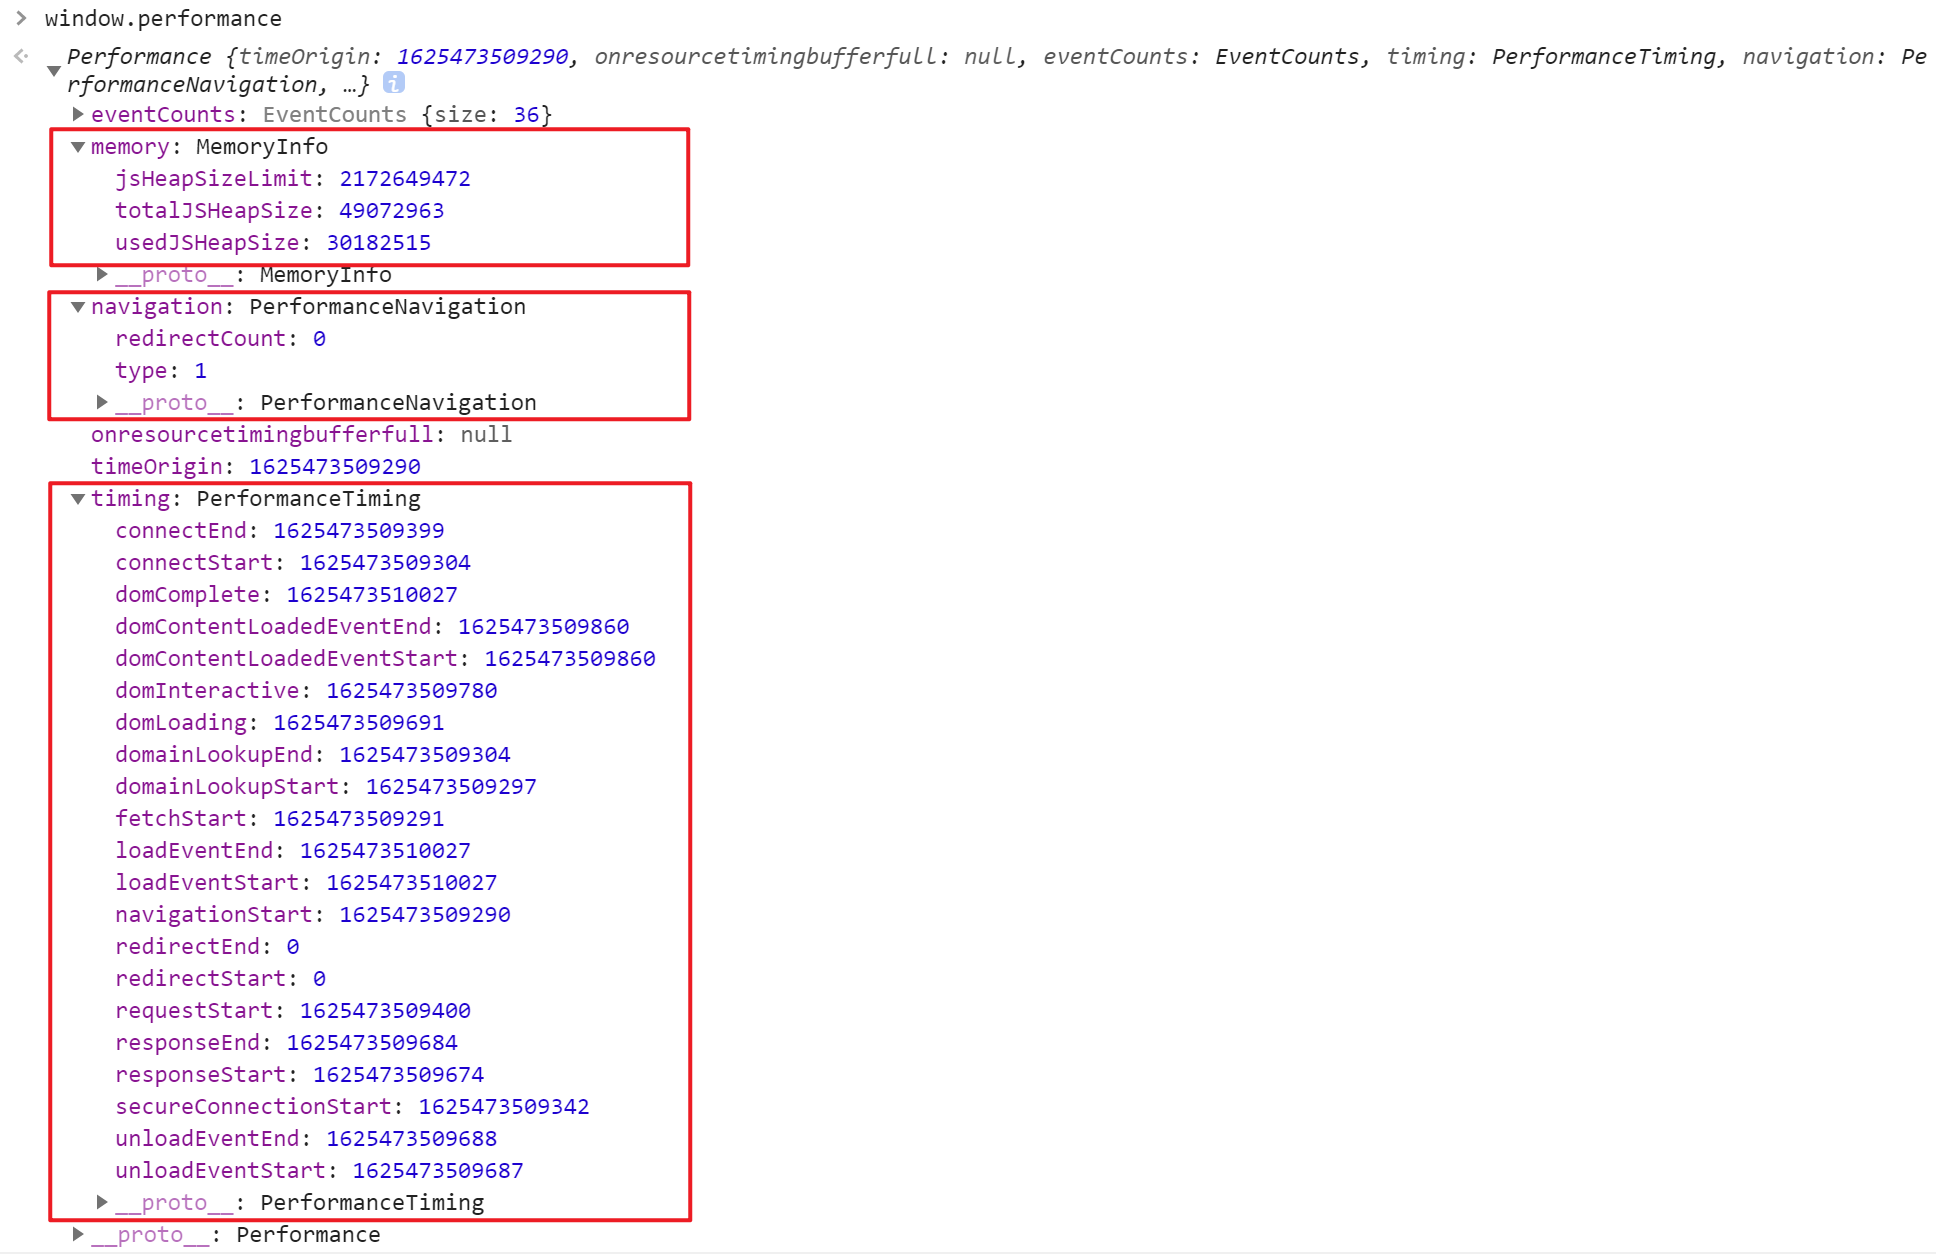 window.performance
Performance {timeOrigin: 1625473509290, onresourcetimingbufferfull: null, eventCounts: EventCounts, timing: PerformanceTiming, navigation: Pe
rformanceNavigation, …} i
eventCounts: EventCounts {size: 36}
memory: MemoryInfo
jsHeapSizeLimit: 2172649472
totalJSHeapSize: 49072963
usedJSHeapSize: 30182515
__proto__: MemoryInfo
navigation: PerformanceNavigation
redirectCount: 0
type: 1
__proto__: PerformanceNavigation
onresourcetimingbufferfull: null
timeOrigin: 1625473509290
timing: PerformanceTiming
connectEnd: 1625473509399
connectStart: 1625473509304
domComplete: 1625473510027
domContentLoadedEventEnd: 1625473509860
domContentLoadedEventStart: 1625473509860
domInteractive: 1625473509780
domLoading: 1625473509691
domainLookupEnd: 1625473509304
domainLookupStart: 1625473509297
fetchStart: 1625473509291
loadEventEnd: 1625473510027
loadEventStart: 1625473510027
navigationStart: 1625473509290
redirectEnd: 0
redirectStart: 0
requestStart: 1625473509400
responseEnd: 1625473509684
responseStart: 1625473509674
secureConnectionStart: 1625473509342
unloadEventEnd: 1625473509688
unloadEventStart: 1625473509687
__proto__: PerformanceTiming
__proto__: Performance